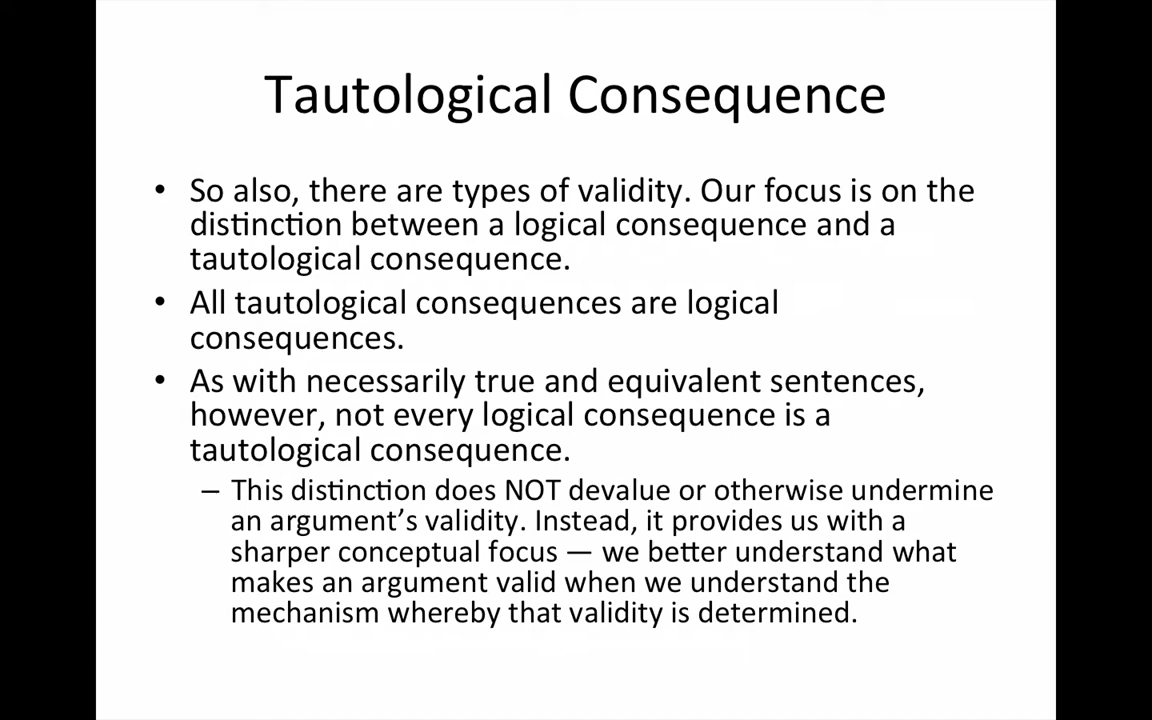 Tautological Consequence
• So also, there are types of validity. Our focus is on the
distinction between a logical consequence and a
tautological consequence.
• All tautological consequences are logical
consequences.
• As with necessarily true and equivalent sentences,
however, not every logical consequence is a
tautological consequence.
– This distinction does NOT devalue or otherwise undermine
an argument’s validity. Instead, it provides us with a
sharper conceptual focus — we better understand what
makes an argument valid when we understand the
mechanism whereby that validity is determined.